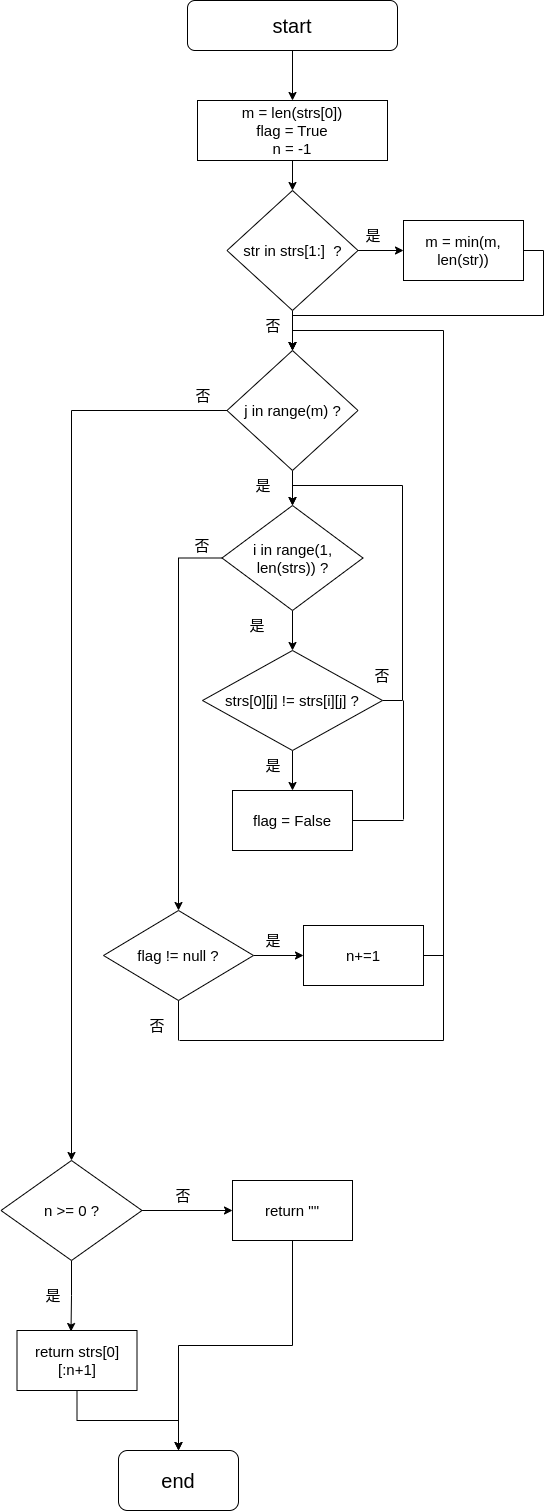 start
m = len(strs[0])
flag = True
n = -1
str in strs[1:] ?
是
m = min(m,
len(str))
否
否
j in range(m) ?
是
否
i in range(1,
len(strs)) ?
是
否
strs[0][j] != strs[i][j] ?
是
flag = False
flag != null ?
是
n+=1
否
n >= 0 ?
否
return ""
是
return strs[0]
[:n+1]
end